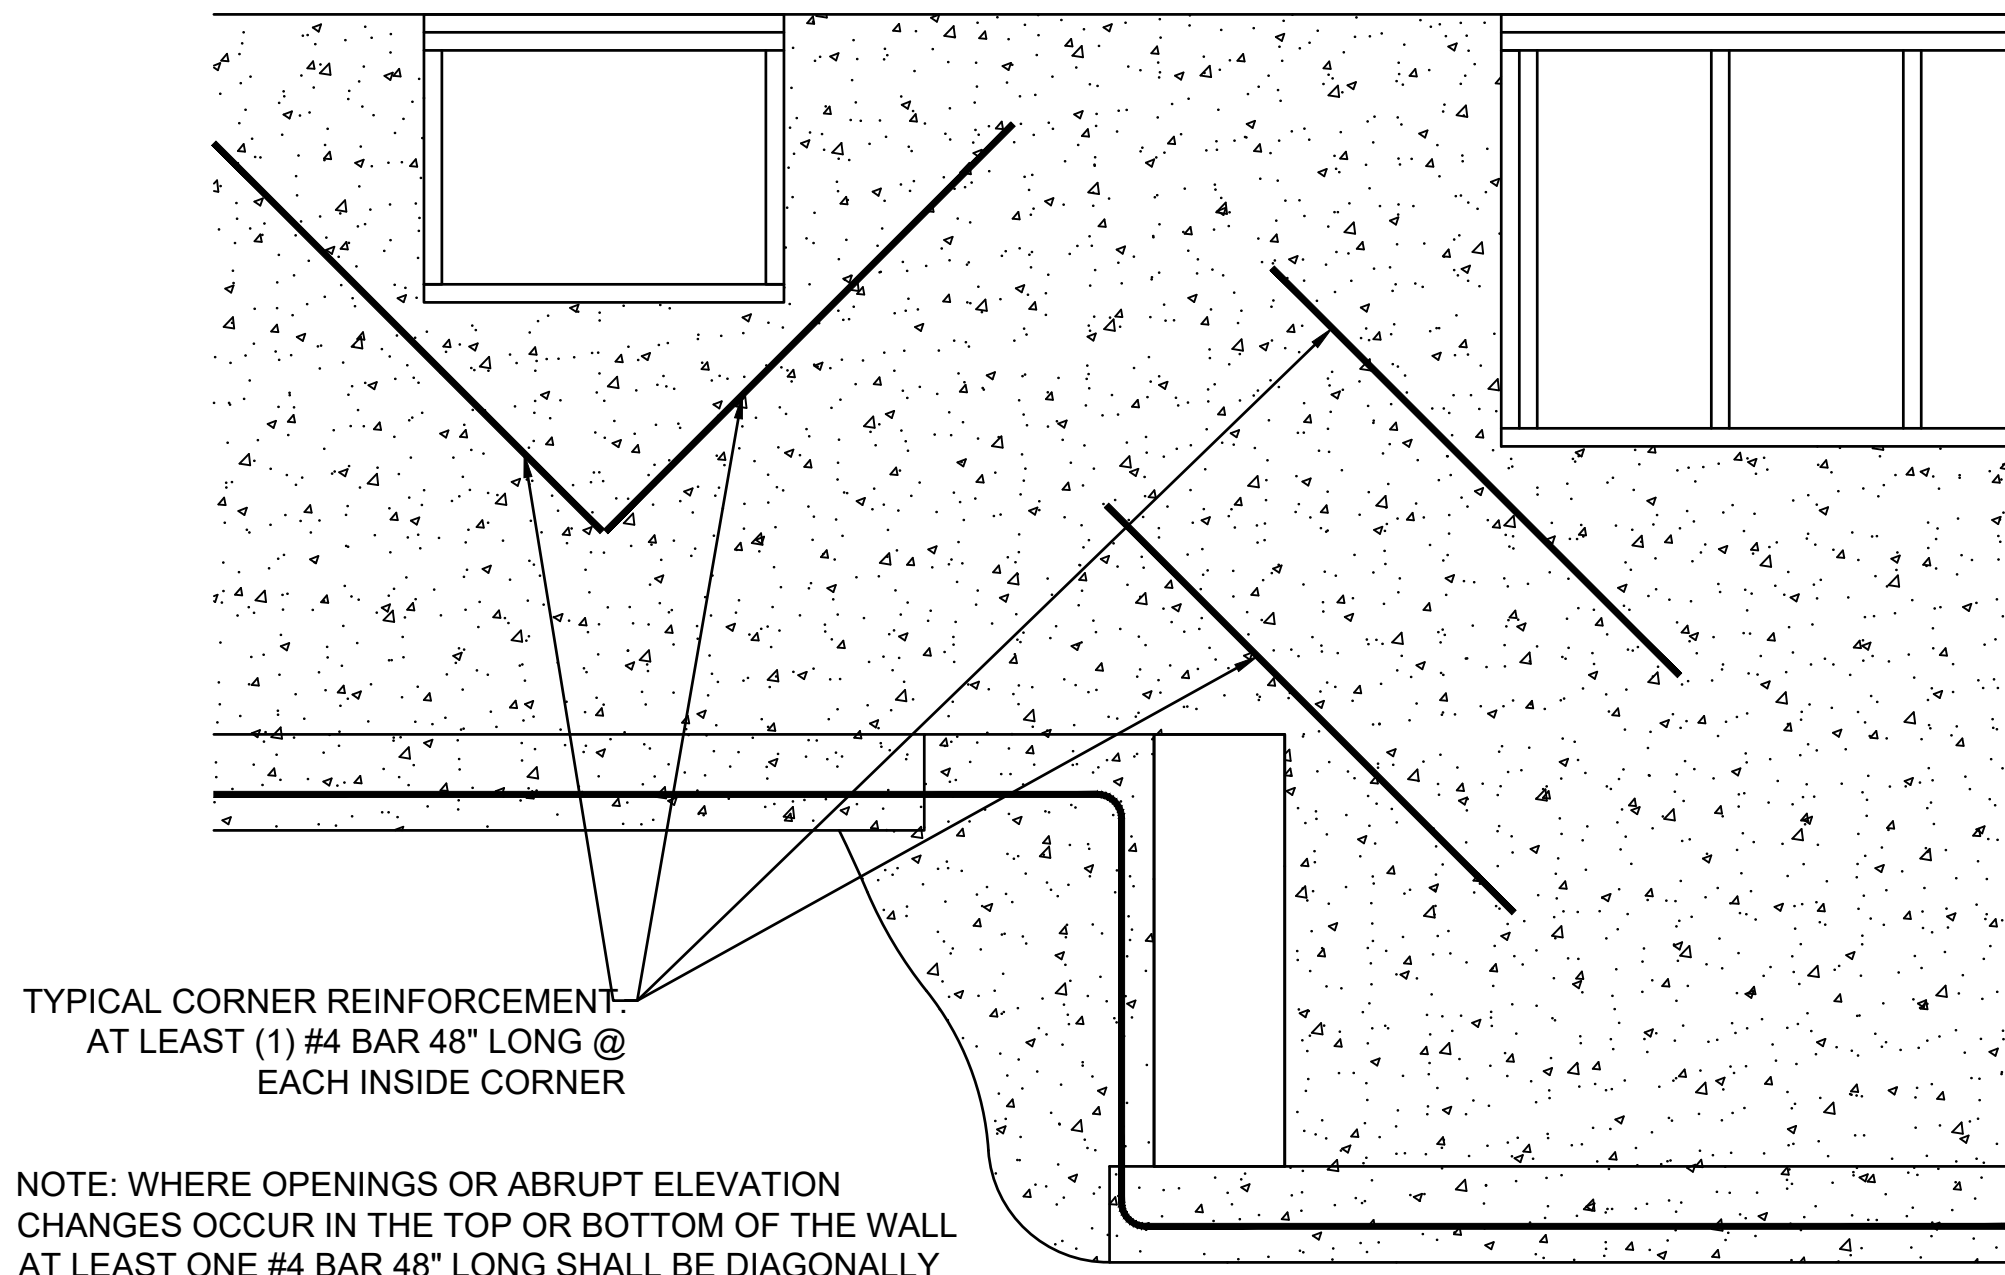 TYPICAL CORNER REINFORCEMENT.
AT LEAST (1) #4 BAR 48" LONG @
EACH INSIDE CORNER
NOTE: WHERE OPENINGS OR ABRUPT ELEVATION
CHANGES OCCUR IN THE TOP OR BOTTOM OF THE WALL
AT LEAST ONE #4 BAR 48" LONG SHALL BE DIAGONALLY